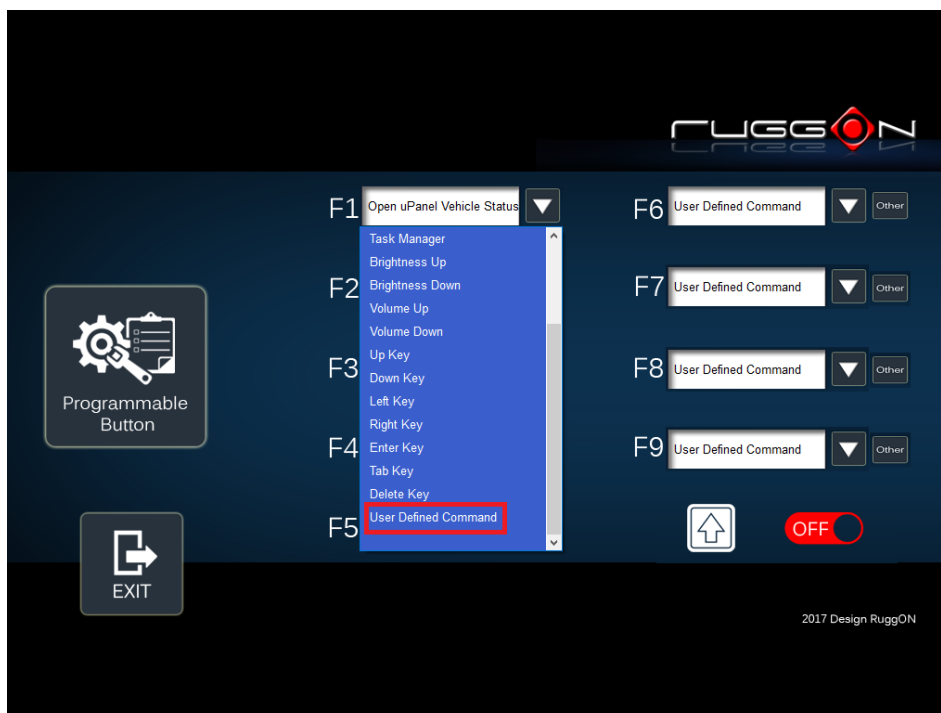 RUGGON
F1 Open uPanel Vehicle Status
Task Manager
Brightness Up
F2 Brightness Down
Volume Up
Volume Down
Up Key
F3 Down Key
Left Key
Right Key
F4 Enter Key
Tab Key
Delete Key
F5 User Defined Command
F6 User Defined Command Other
F7 User Defined Command Other
F8 User Defined Command Other
F9 User Defined Command Other
OFF
Programmable
Button
EXIT
2017 Design RuggON